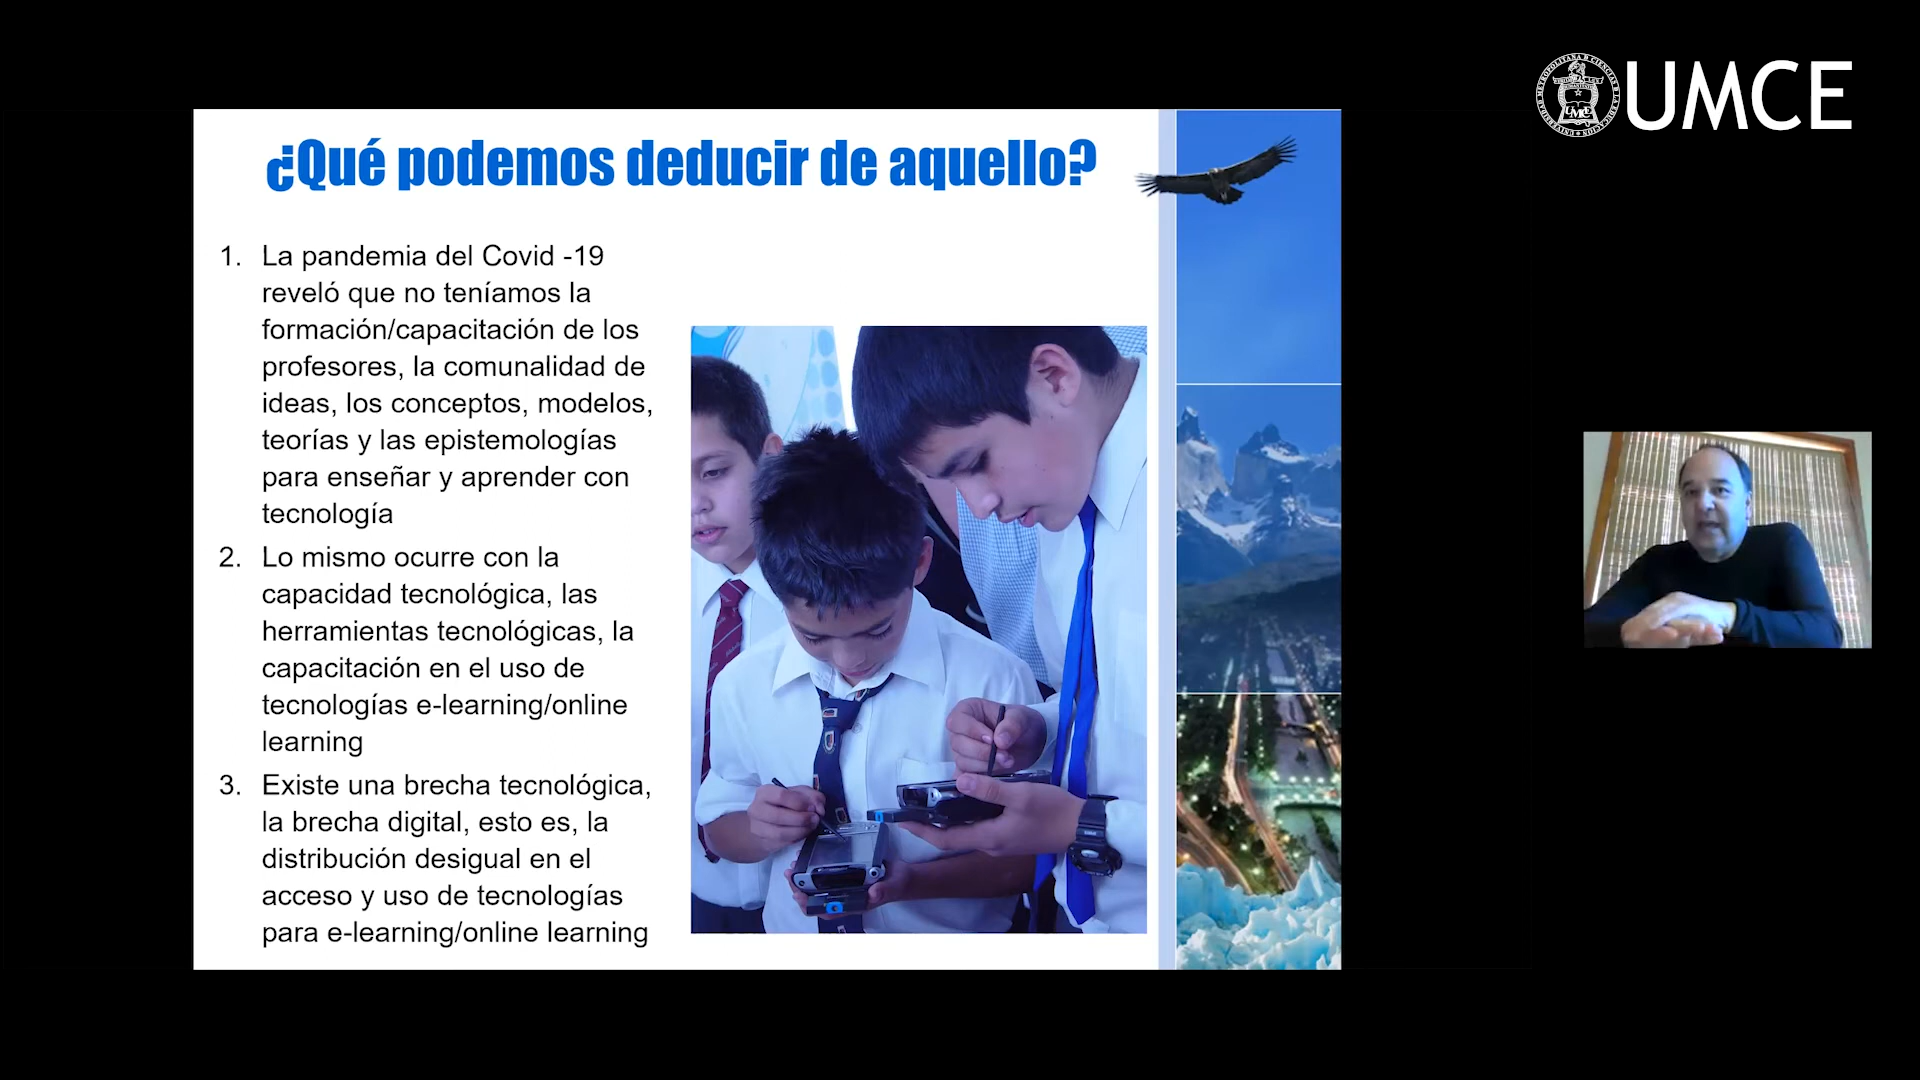 UMCE
¿Qué podemos deducir de aquello?
1. La pandemia del Covid -19
reveló que no teníamos la
formación/capacitación de los
profesores, la comunalidad de
ideas, los conceptos, modelos,
teorías y las epistemologías
para enseñar y aprender con
tecnología
2. Lo mismo ocurre con la
capacidad tecnológica, las
herramientas tecnológicas, la
capacitación en el uso de
tecnologías e-learning/online
learning
3. Existe una brecha tecnológica,
la brecha digital, esto es, la
distribución desigual en el
acceso y uso de tecnologías
para e-learning/online learning